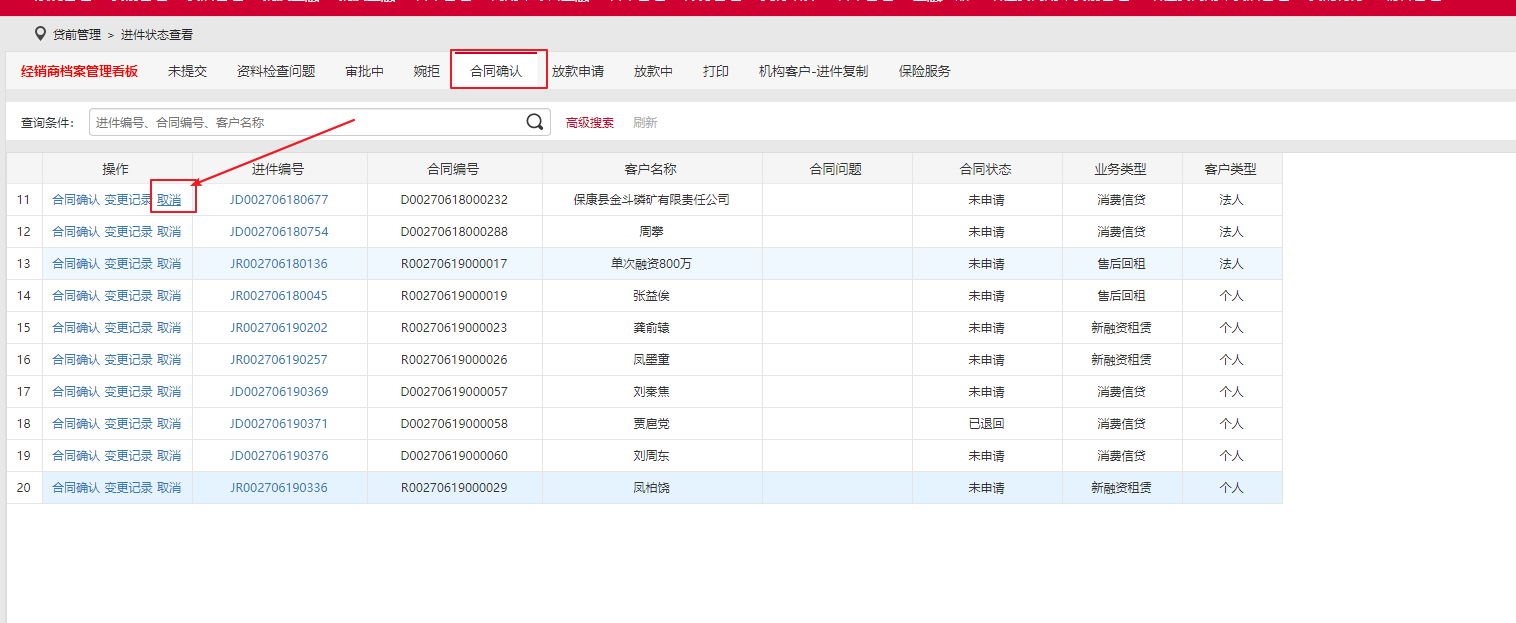 贷前管理 > 进件状态查看
经销商档案管理看板 未提交 资料检查问题 审批中 婉拒 合同确认 放款申请 放款中 打印 机构客户-进件复制 保险服务
查询条件: 进件编号、合同编号、客户名称 高级搜索 刷新
操作 进件编号 合同编号 客户名称 合同问题 合同状态 业务类型 客户类型
11 合同确认 变更记录 取消 JD002706180677 D00270618000232 保康县金斗磷矿有限责任公司 未申请 消费信贷 法人
12 合同确认 变更记录 取消 JD002706180754 D00270618000288 周攀 未申请 消费信贷 法人
13 合同确认 变更记录 取消 JR002706180136 R00270619000017 单次融资800万 未申请 售后回租 法人
14 合同确认 变更记录 取消 JR002706180045 R00270619000019 张益俟 未申请 售后回租 个人
15 合同确认 变更记录 取消 JR002706190202 R00270619000023 龚俞辕 未申请 新融资租赁 个人
16 合同确认 变更记录 取消 JR002706190257 R00270619000026 凤墨童 未申请 新融资租赁 个人
17 合同确认 变更记录 取消 JD002706190369 D00270619000057 刘秦焦 未申请 消费信贷 个人
18 合同确认 变更记录 取消 JD002706190371 D00270619000058 贾扈党 已退回 消费信贷 个人
19 合同确认 变更记录 取消 JD002706190376 D00270619000060 刘周东 未申请 消费信贷 个人
20 合同确认 变更记录 取消 JR002706190336 R00270619000029 凤柏饶 未申请 新融资租赁 个人